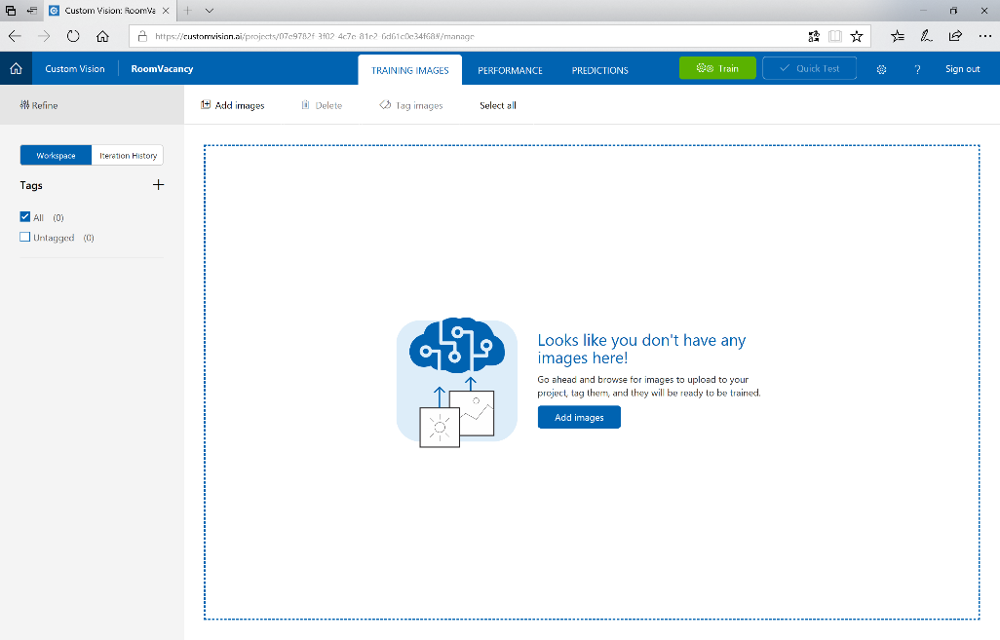 Custom Vision: RoomVa
https://customvision.ai/projects/07e9782f-3f02-4c7e-81e2-6d61c0e34f68#/manage
Custom Vision
RoomVacancy
TRAINING IMAGES
PERFORMANCE
PREDICTIONS
Train
Quick Test
?
Sign out
Refine
Add images
Delete
Tag images
Select all
Workspace
Iteration History
Tags
All (0)
Untagged (0)
Looks like you don't have any
images here!
Go ahead and browse for images to upload to your
project, tag them, and they will be ready to be trained.
Add images